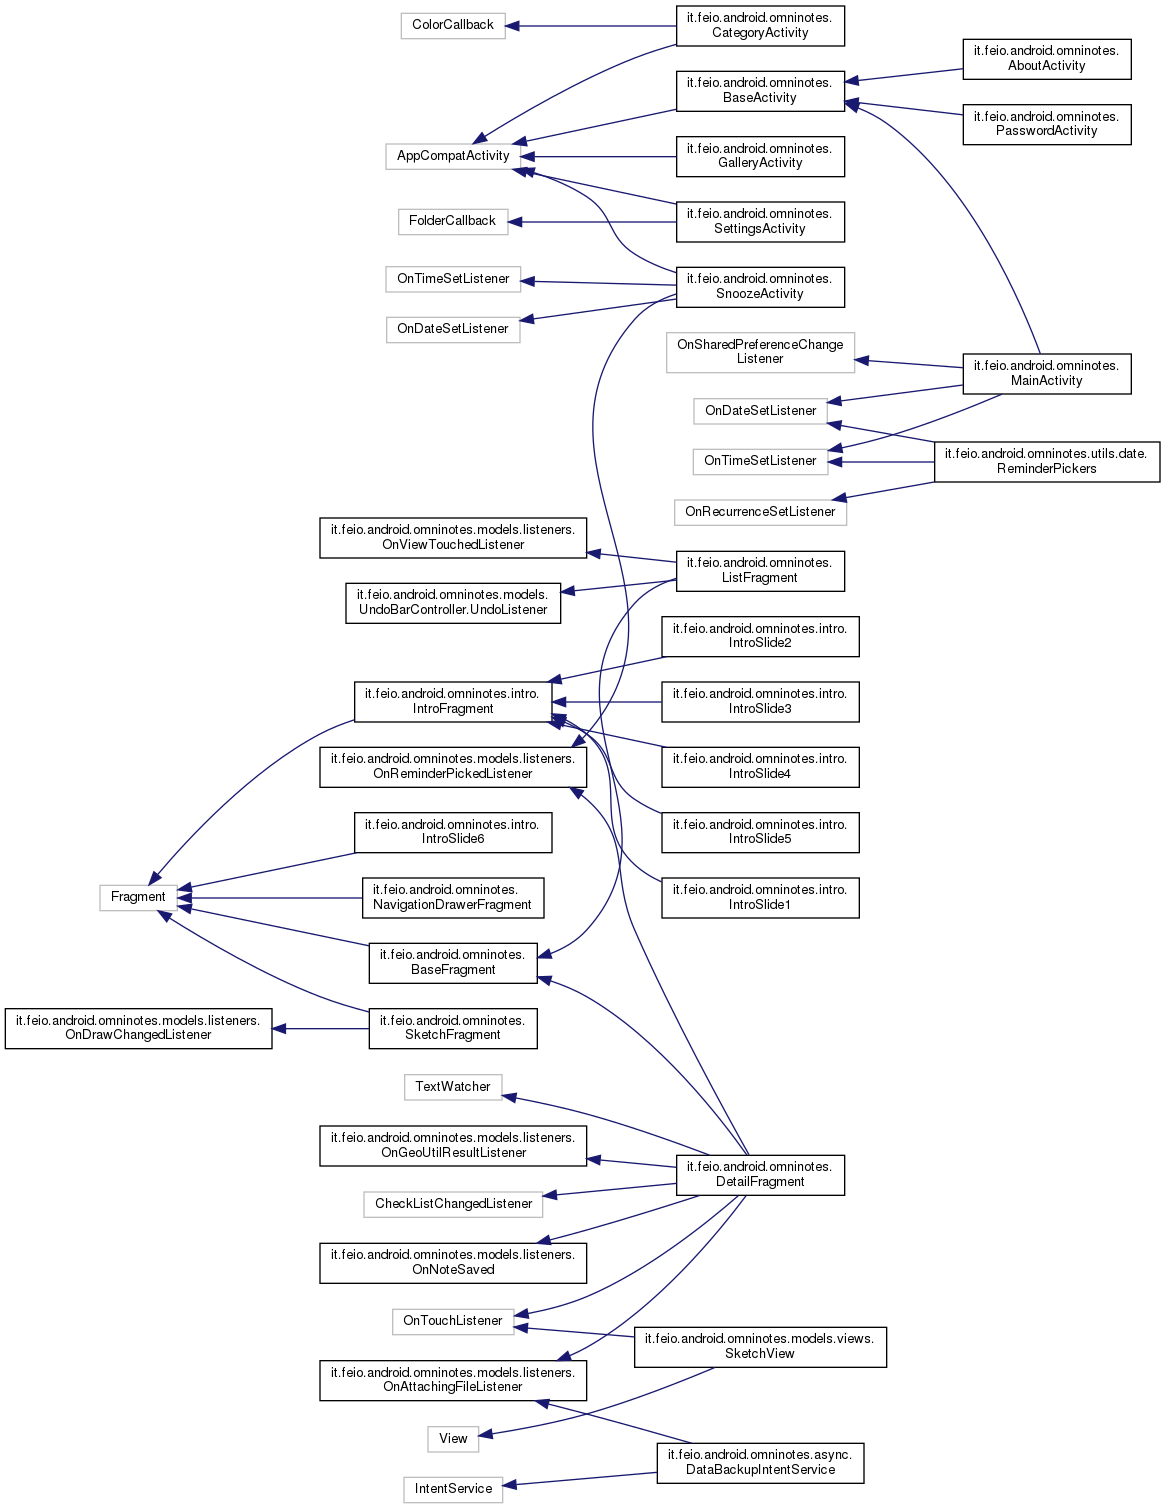 ColorCallback
it.feio.android.omninotes.
CategoryActivity
it.feio.android.omninotes.
AboutActivity
it.feio.android.omninotes.
BaseActivity
it.feio.android.omninotes.
PasswordActivity
AppCompatActivity
it.feio.android.omninotes.
GalleryActivity
FolderCallback
it.feio.android.omninotes.
SettingsActivity
OnTimeSetListener
it.feio.android.omninotes.
SnoozeActivity
OnDateSetListener
OnSharedPreferenceChange
Listener
it.feio.android.omninotes.
MainActivity
OnDateSetListener
OnTimeSetListener
it.feio.android.omninotes.utils.date.
ReminderPickers
OnRecurrenceSetListener
it.feio.android.omninotes.models.listeners.
OnViewTouchedListener
it.feio.android.omninotes.
ListFragment
it.feio.android.omninotes.models.
UndoBarController.UndoListener
it.feio.android.omninotes.intro.
IntroSlide2
it.feio.android.omninotes.intro.
IntroFragment
it.feio.android.omninotes.intro.
IntroSlide3
it.feio.android.omninotes.models.listeners.
OnReminderPickedListener
it.feio.android.omninotes.intro.
IntroSlide4
it.feio.android.omninotes.intro.
IntroSlide6
it.feio.android.omninotes.intro.
IntroSlide5
Fragment
it.feio.android.omninotes.
NavigationDrawerFragment
it.feio.android.omninotes.intro.
IntroSlide1
it.feio.android.omninotes.
BaseFragment
it.feio.android.omninotes.models.listeners.
OnDrawChangedListener
it.feio.android.omninotes.
SketchFragment
TextWatcher
it.feio.android.omninotes.models.listeners.
OnGeoUtilResultListener
it.feio.android.omninotes.
DetailFragment
CheckListChangedListener
it.feio.android.omninotes.models.listeners.
OnNoteSaved
OnTouchListener
it.feio.android.omninotes.models.views.
SketchView
it.feio.android.omninotes.models.listeners.
OnAttachingFileListener
View
it.feio.android.omninotes.async.
DataBackupIntentService
IntentService